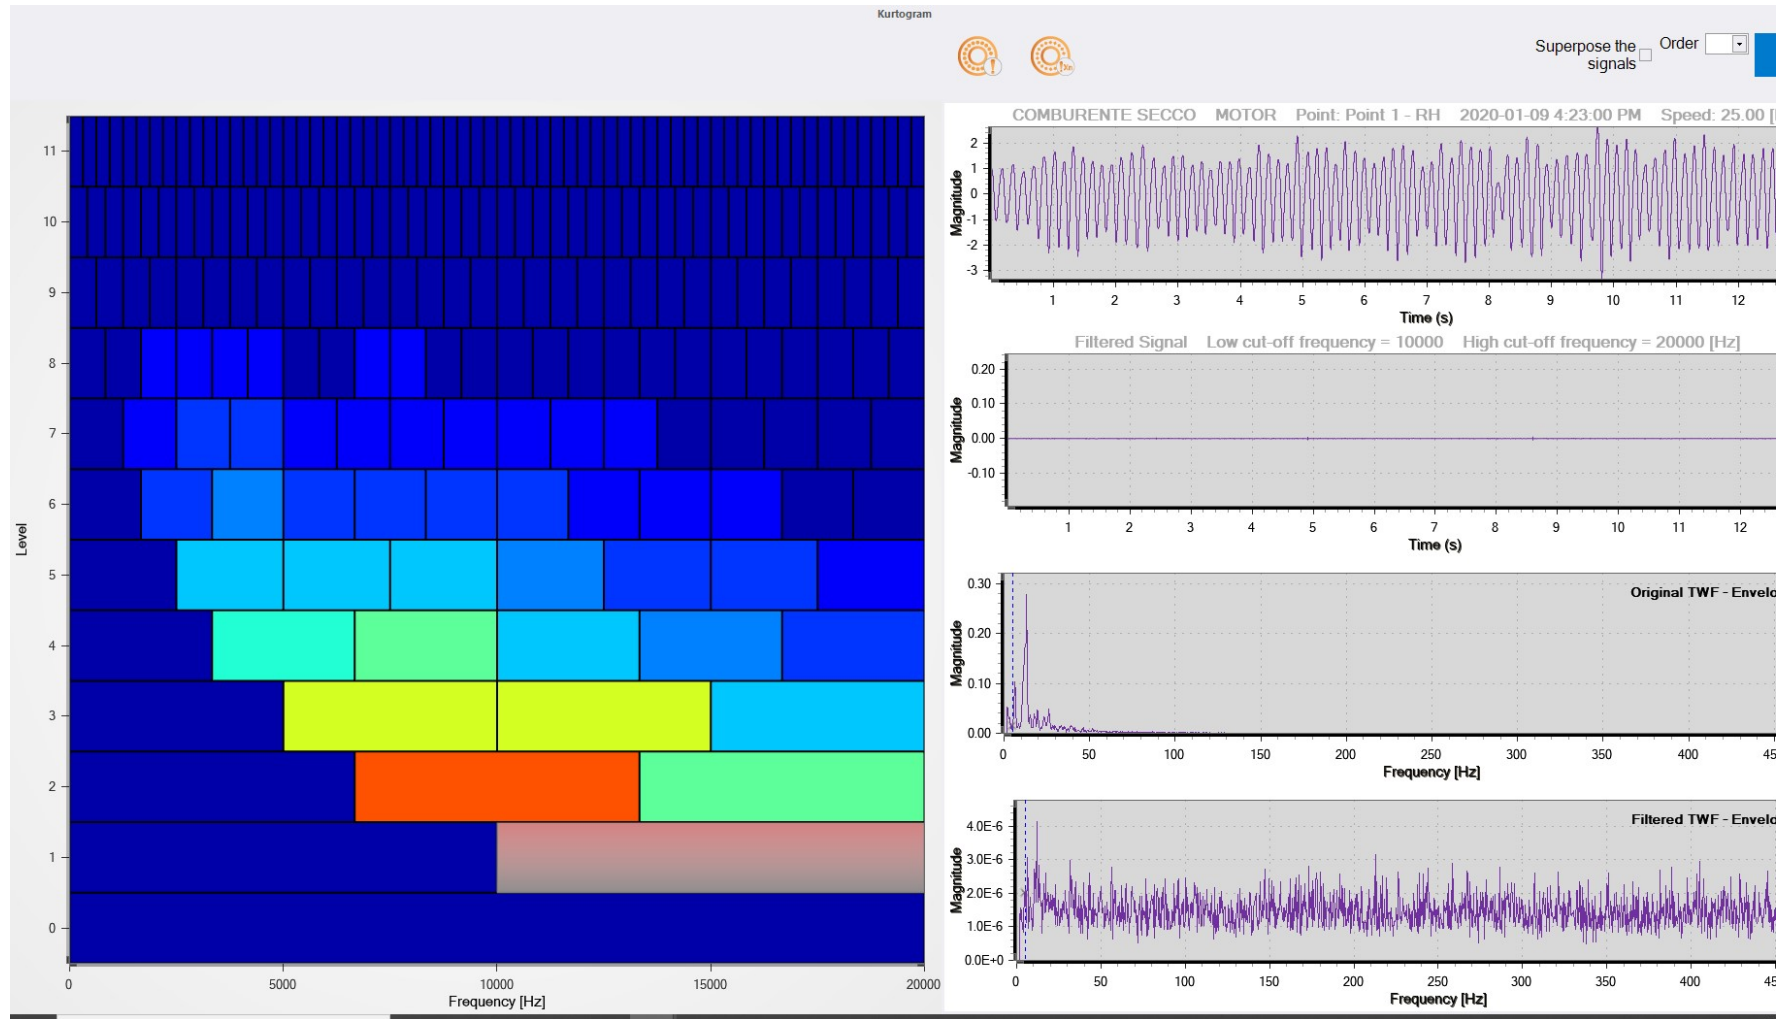 Kurtogram
Superpose the signals
Order
11
10
9
8
7
6
5
4
3
2
1
0
Level
0 5000 10000 15000 20000
Frequency [Hz]
COMBURENTE SECCO MOTOR Point: Point 1 - RH 2020-01-09 4:23:00 PM Speed: 25.00 [
2
1
0
-1
-2
-3
Magnitude
1 2 3 4 5 6 7 8 9 10 11 12
Time (s)
Filtered Signal Low cut-off frequency = 10000 High cut-off frequency = 20000 [Hz]
0.20
0.10
0.00
-0.10
Magnitude
1 2 3 4 5 6 7 8 9 10 11 12
Time (s)
Original TWF - Envelo
0.30
0.20
0.10
0.00
Magnitude
0 50 100 150 200 250 300 350 400 45
Frequency [Hz]
Filtered TWF - Envelo
4.0E-6
3.0E-6
2.0E-6
1.0E-6
0.0E+0
Magnitude
0 50 100 150 200 250 300 350 400 45
Frequency [Hz]